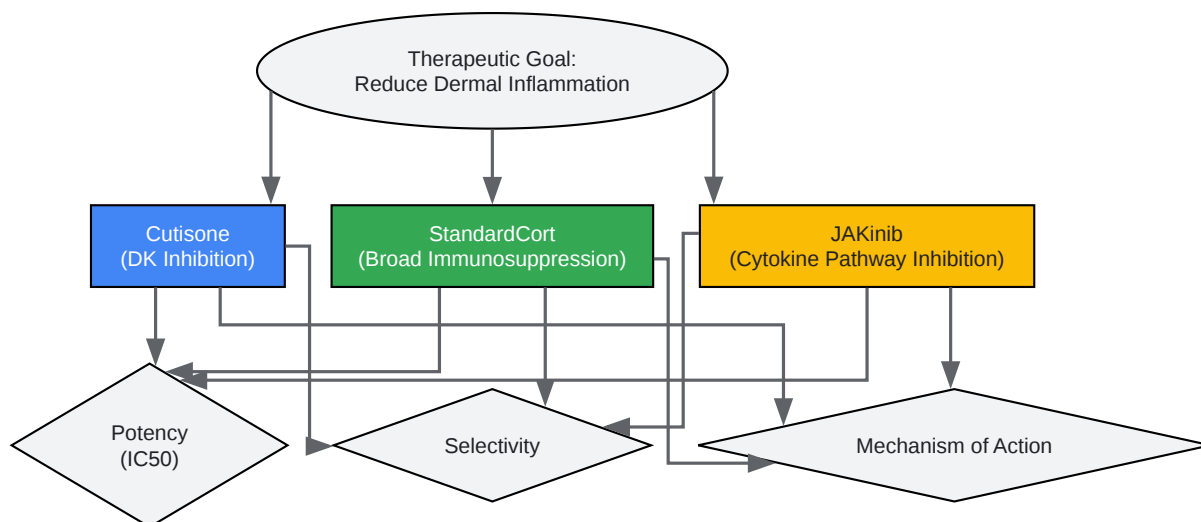 Therapeutic Goal:
Reduce Dermal Inflammation
Cutisone
(DK Inhibition)
StandardCort
(Broad Immunosuppression)
JAKinib
(Cytokine Pathway Inhibition)
Potency
(IC50)
Selectivity
Mechanism of Action